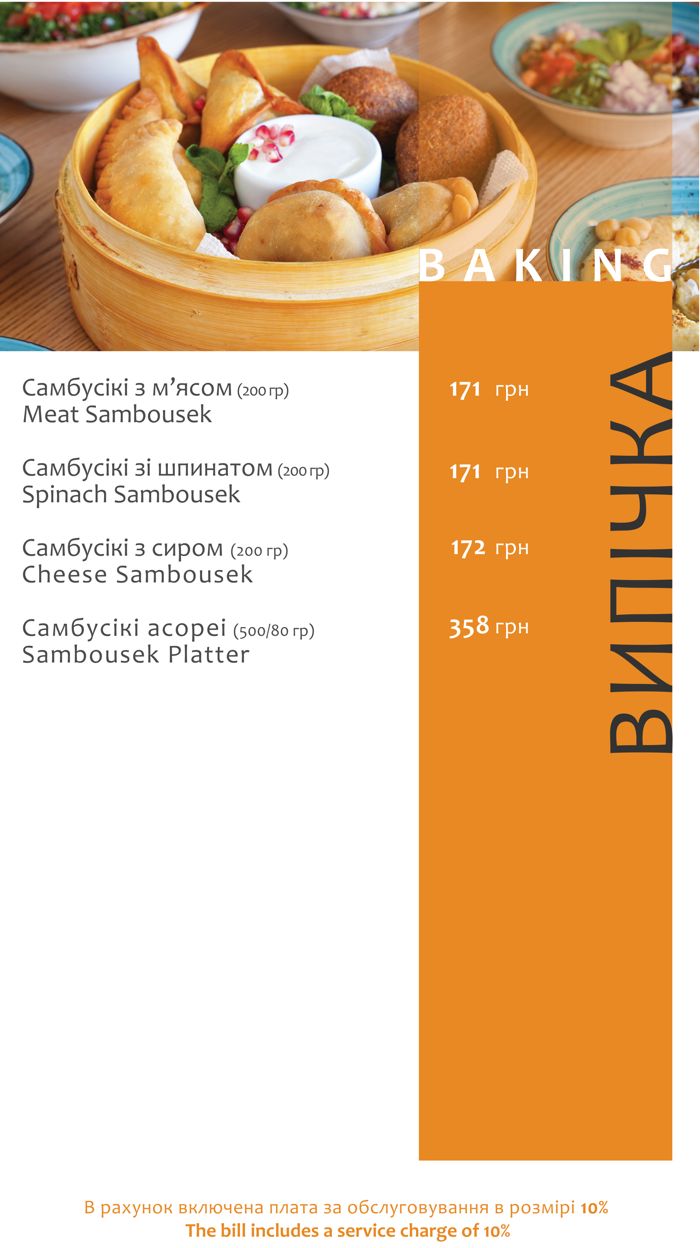 BAKING
ВИПІЧКА
Самбусікі з м’ясом (200 гр) 171 грн
Meat Sambousek
Самбусікі зі шпинатом (200 гр) 171 грн
Spinach Sambousek
Самбусікі з сиром (200 гр) 172 грн
Cheese Sambousek
Самбусікі асореі (500/80 гр) 358 грн
Sambousek Platter
В рахунок включена плата за обслуговування в розмірі 10%
The bill includes a service charge of 10%